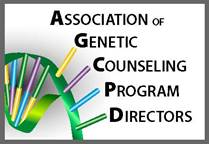 ASSOCIATION OF
GENETIC
COUNSELING
PROGRAM
DIRECTORS